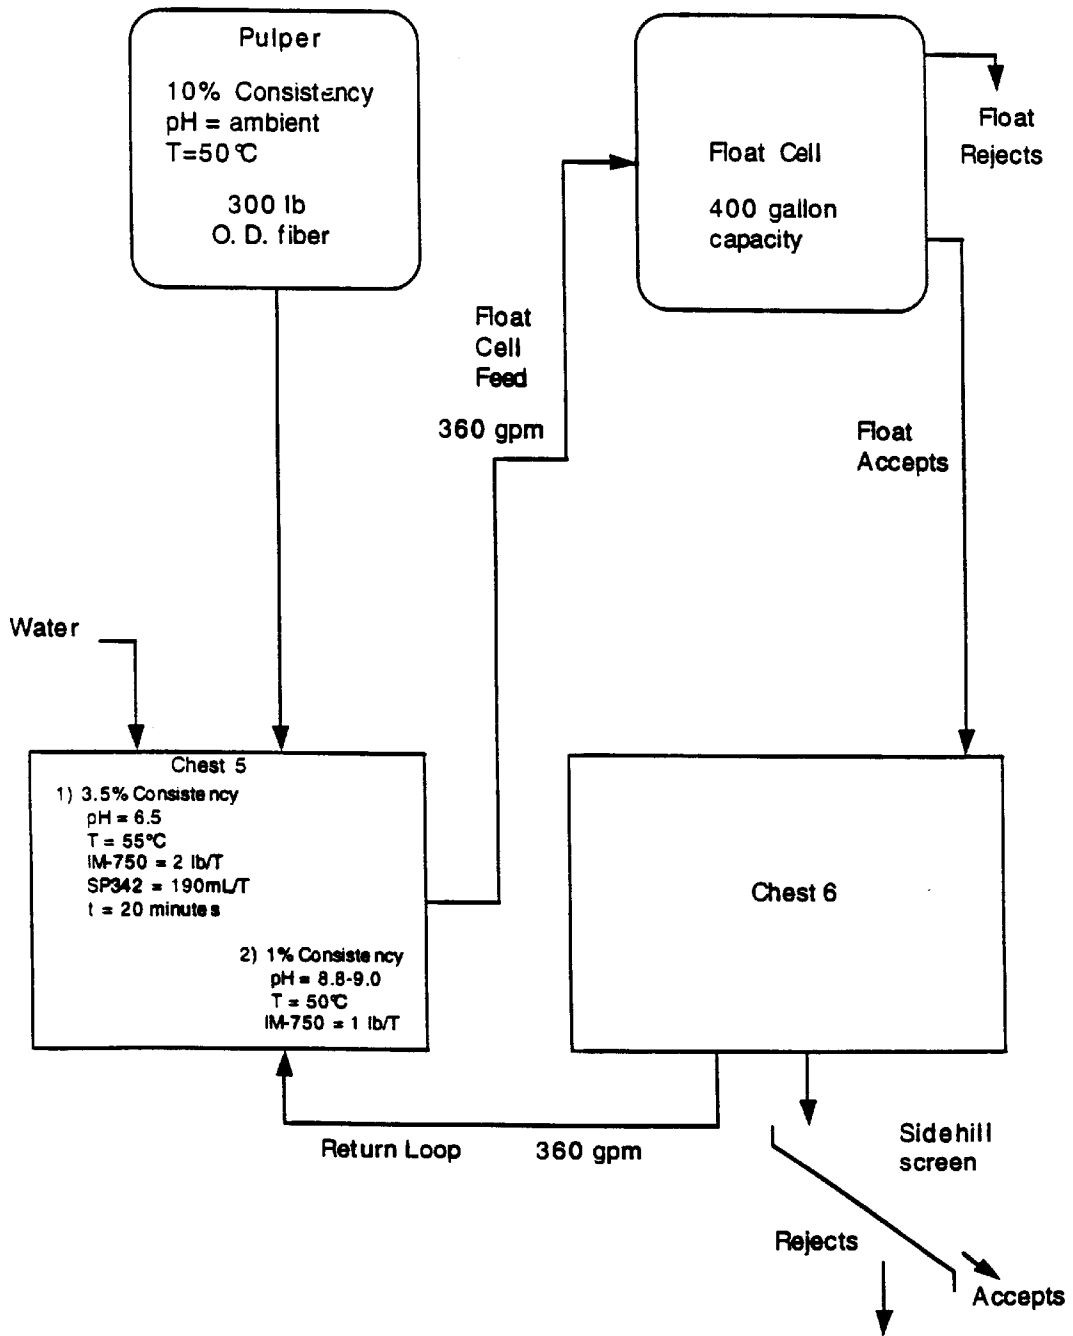 Pulper
10% Consistency
pH = ambient
T=50°C
300 lb
O. D. fiber
Float Cell
400 gallon
capacity
Float
Rejects
Float
Cell
Feed
360 gpm
Float
Accepts
Water
Chest 5
1) 3.5% Consistency
pH = 6.5
T = 55°C
IM-750 = 2 lb/T
SP342 = 190mL/T
t = 20 minutes
2) 1% Consistency
pH = 8.8-9.0
T = 50°C
IM-750 = 1 lb/T
Chest 6
Return Loop 360 gpm
Sidehill
screen
Rejects
Accepts